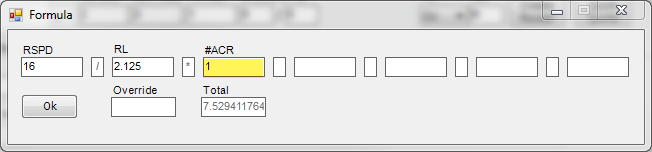 Formula
RSPD RL #ACR
16 / 2.125 * 1
Override Total
Ok 7.529411764